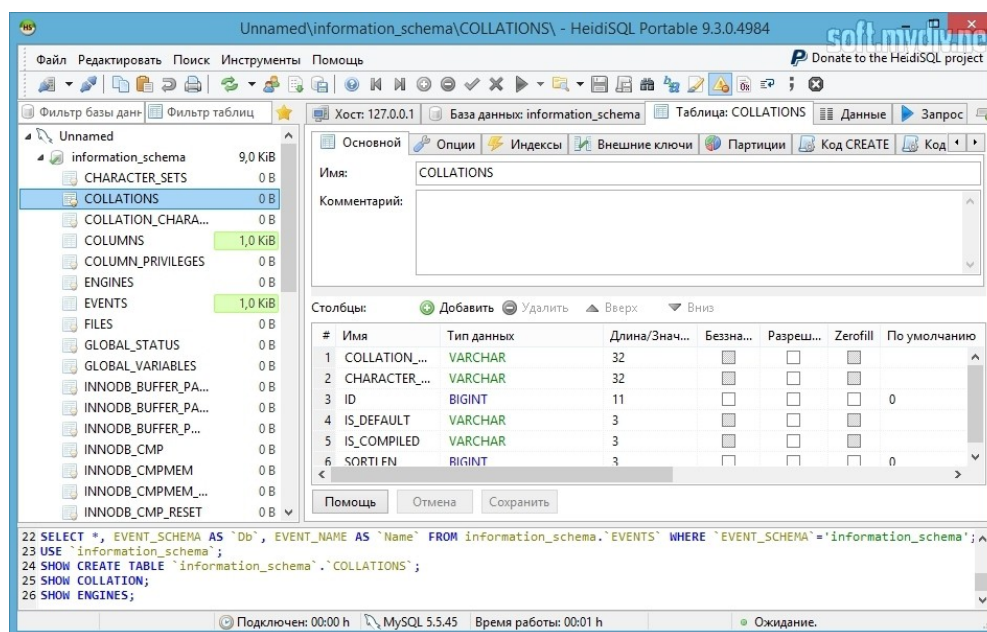 Unnamed\information_schema\COLLATIONS\ - HeidiSQL Portable 9.3.0.4984
soft.mydiv.ne
Файл Редактировать Поиск Инструменты Помощь
Donate to the HeidiSQL project
Фильтр базы данн Фильтр таблиц
Хост: 127.0.0.1 База данных: information_schema Таблица: COLLATIONS Данные Запрос
Unnamed
information_schema 9,0 KiB
CHARACTER_SETS 0 B
COLLATIONS 0 B
COLLATION_CHARA... 0 B
COLUMNS 1,0 KiB
COLUMN_PRIVILEGES 0 B
ENGINES 0 B
EVENTS 1,0 KiB
FILES 0 B
GLOBAL_STATUS 0 B
GLOBAL_VARIABLES 0 B
INNODB_BUFFER_PA... 0 B
INNODB_BUFFER_PA... 0 B
INNODB_BUFFER_P... 0 B
INNODB_CMP 0 B
INNODB_CMPMEM 0 B
INNODB_CMPMEM_... 0 B
INNODB_CMP_RESET 0 B
Основной Опции Индексы Внешние ключи Партиции Код CREATE Код
Имя: COLLATIONS
Комментарий:
Столбцы: Добавить Удалить Вверх Вниз
# Имя Тип данных Длина/Знач... Беззна... Разреш... Zerofill По умолчанию
1 COLLATION_... VARCHAR 32
2 CHARACTER_... VARCHAR 32
3 ID BIGINT 11 0
4 IS_DEFAULT VARCHAR 3
5 IS_COMPILED VARCHAR 3
6 SORTLEN BIGINT 3 0
Помощь Отмена Сохранить
22 SELECT *, EVENT_SCHEMA AS `Db`, EVENT_NAME AS `Name` FROM information_schema.`EVENTS` WHERE `EVENT_SCHEMA`='information_schema';
23 USE `information_schema`;
24 SHOW CREATE TABLE `information_schema`.`COLLATIONS`;
25 SHOW COLLATION;
26 SHOW ENGINES;
Подключен: 00:00 h MySQL 5.5.45 Время работы: 00:01 h Ожидание.